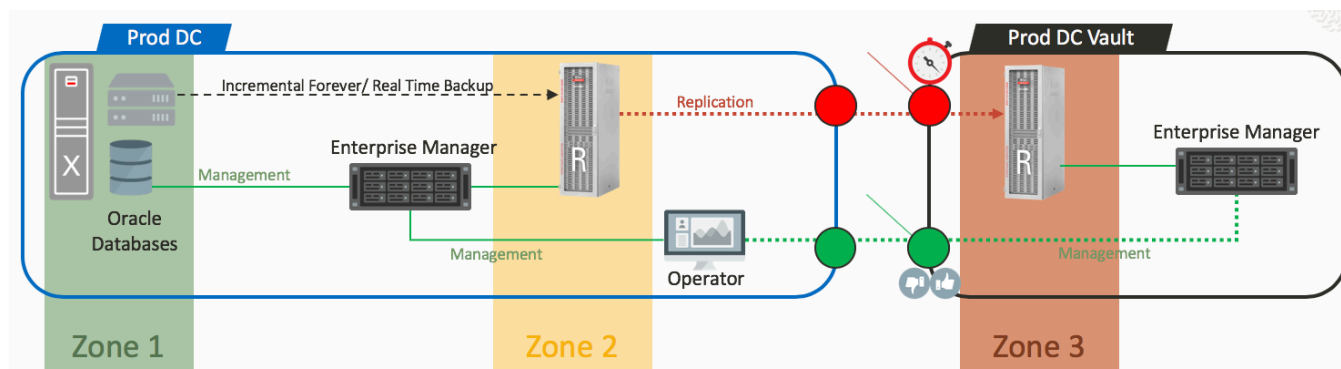 Prod DC
Prod DC Vault
Incremental Forever/ Real Time Backup
Replication
X
R
R
Enterprise Manager
Enterprise Manager
Management
Oracle
Databases
Management
Operator
Management
Zone 1
Zone 2
Zone 3